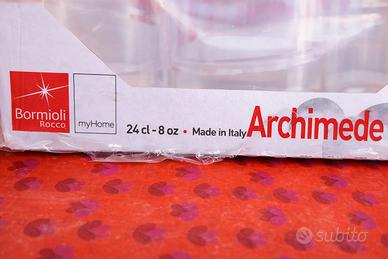 Bormioli
Rocco
myHome
24 cl - 8 oz • Made in Italy
Archimede
subito